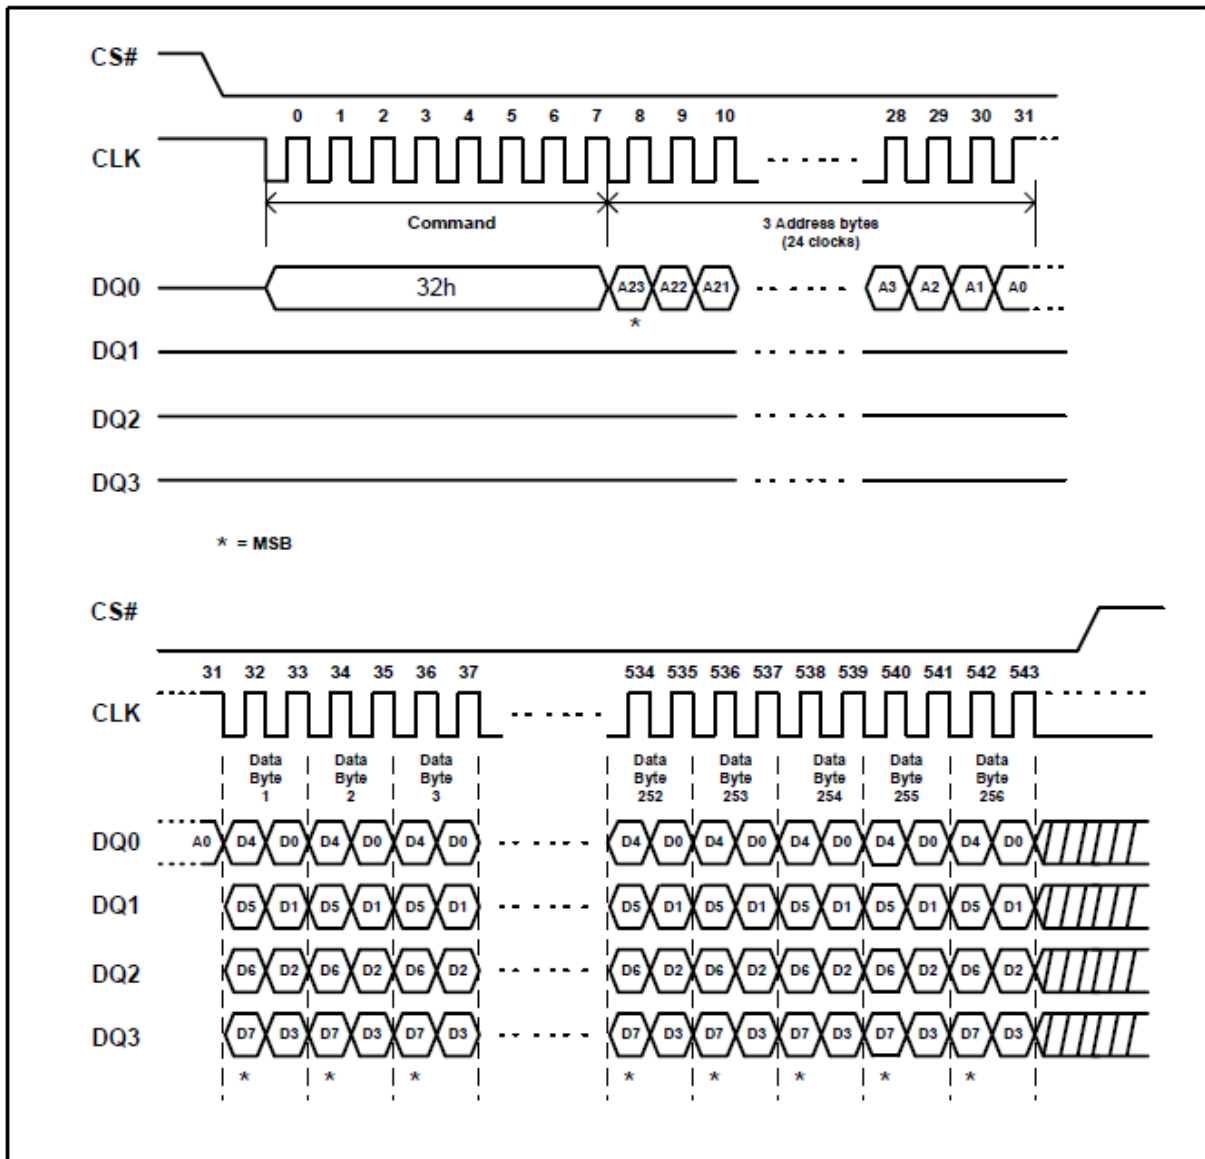 CS#
0 1 2 3 4 5 6 7 8 9 10 28 29 30 31
CLK
Command 3 Address bytes
(24 clocks)
DQ0 32h A23 A22 A21 A3 A2 A1 A0
*
DQ1
DQ2
DQ3
* = MSB
CS#
31 32 33 34 35 36 37 534 535 536 537 538 539 540 541 542 543
CLK
Data Data Data Data Data Data Data Data
Byte Byte Byte Byte Byte Byte Byte Byte
1 2 3 252 253 254 255 256
DQ0 A0 D4 D0 D4 D0 D4 D0 D4 D0 D4 D0 D4 D0 D4 D0 D4 D0
DQ1 D5 D1 D5 D1 D5 D1 D5 D1 D5 D1 D5 D1 D5 D1 D5 D1
DQ2 D6 D2 D6 D2 D6 D2 D6 D2 D6 D2 D6 D2 D6 D2 D6 D2
DQ3 D7 D3 D7 D3 D7 D3 D7 D3 D7 D3 D7 D3 D7 D3 D7 D3
* * * * * * * *